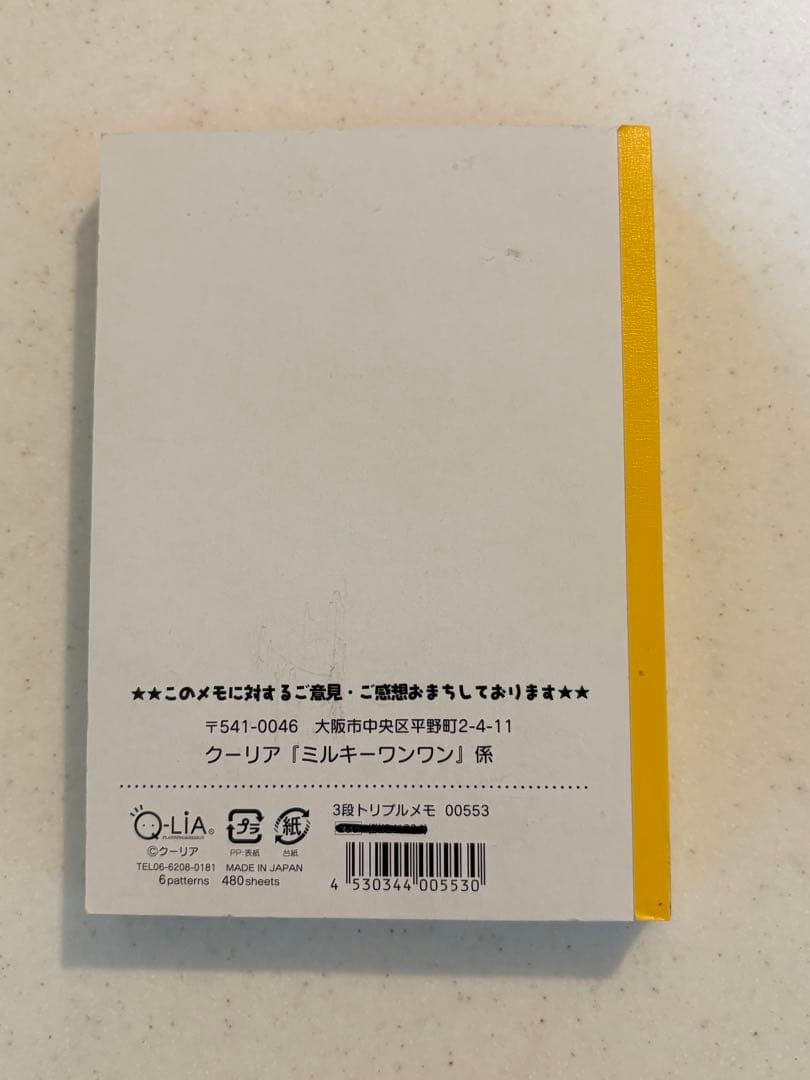 ★★このメモに対するご意見・ご感想おまちしております★★
〒541-0046 大阪市中央区平野町2-4-11
クーリア『ミルキーワンワン』係
Q-LiA®
©クーリア
プラ
PP:表紙
紙
台紙
TEL06-6208-0181 MADE IN JAPAN
6patterns 480sheets
3段トリプルメモ 00553
4 530344 005530